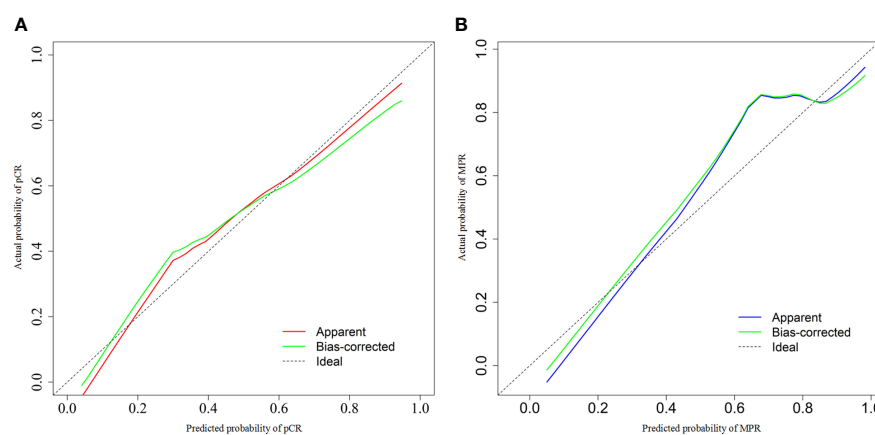 A
1.0
0.8
0.6
0.4
0.2
0.0
Actual probability of pCR
Apparent
Bias-corrected
Ideal
0.0 0.2 0.4 0.6 0.8 1.0
Predicted probability of pCR
B
1.0
0.8
0.6
0.4
0.2
0.0
Actual probability of MPR
Apparent
Bias-corrected
Ideal
0.0 0.2 0.4 0.6 0.8 1.0
Predicted probability of MPR